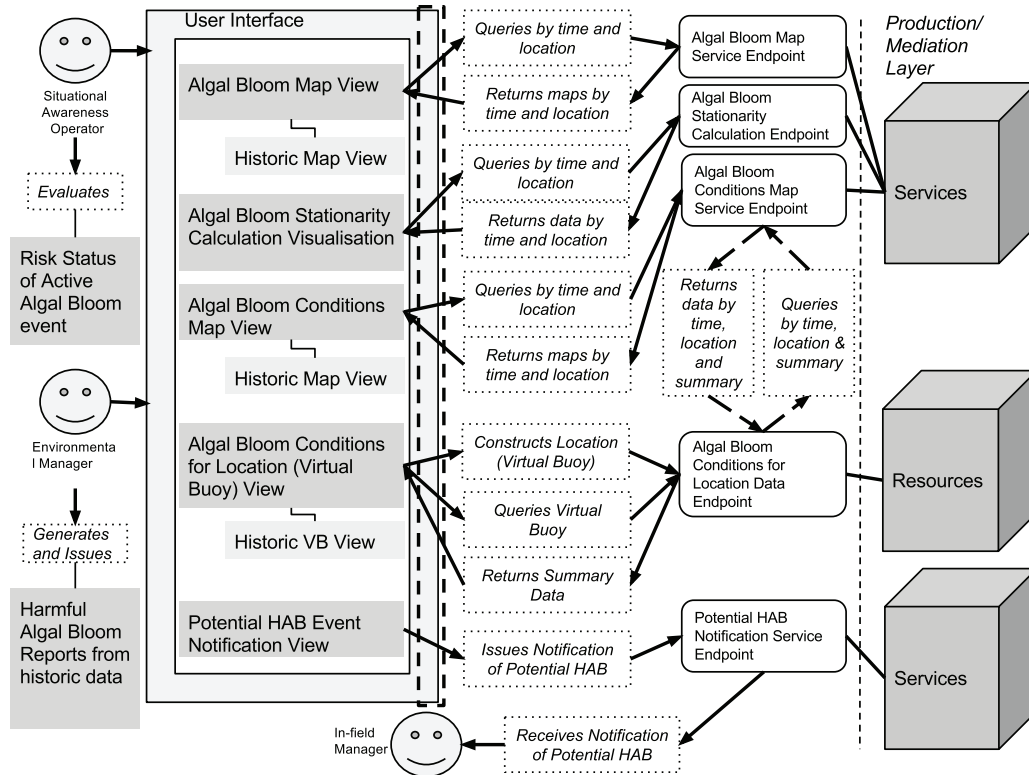 User Interface
Situational
Awareness
Operator
Evaluates
Risk Status
of Active
Algal Bloom
event
Environmenta
l Manager
Generates
and Issues
Harmful
Algal Bloom
Reports from
historic data
Algal Bloom Map View
Historic Map View
Algal Bloom Stationarity
Calculation Visualisation
Algal Bloom Conditions
Map View
Historic Map View
Algal Bloom Conditions
for Location (Virtual
Buoy) View
Historic VB View
Potential HAB Event
Notification View
Queries by time and
location
Returns maps by
time and location
Queries by time and
location
Returns data by
time and location
Queries by time and
location
Returns maps by
time and location
Constructs Location
(Virtual Buoy)
Queries Virtual
Buoy
Returns Summary
Data
Issues Notification
of Potential HAB
In-field
Manager
Receives Notification
of Potential HAB
Algal Bloom Map
Service Endpoint
Algal Bloom
Stationarity
Calculation Endpoint
Algal Bloom
Conditions Map
Service Endpoint
Returns
data by
time,
location
and
summary
Queries
by time,
location &
summary
Algal Bloom
Conditions for
Location Data
Endpoint
Potential HAB
Notification Service
Endpoint
Production/
Mediation
Layer
Services
Resources
Services